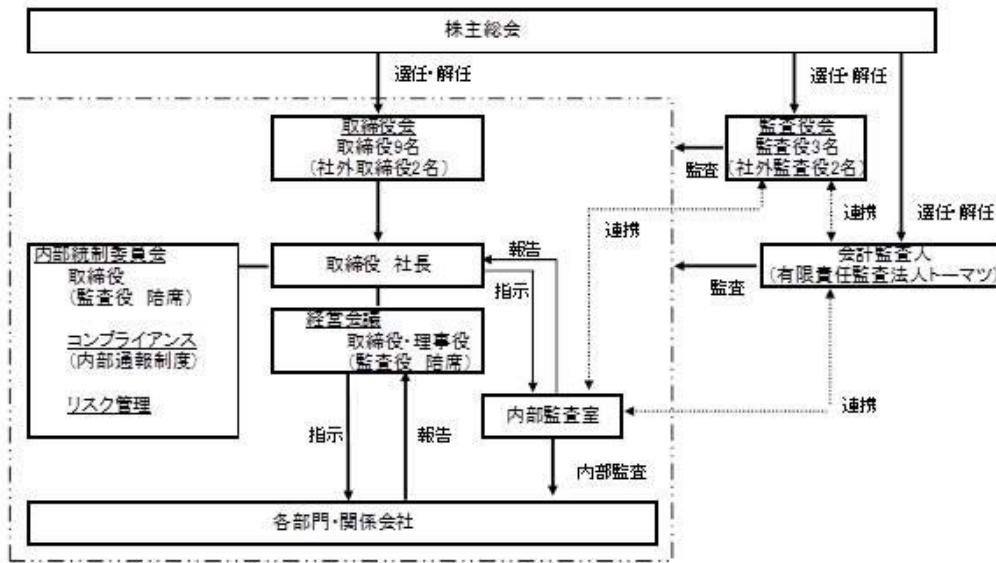 株主総会
選任・解任
選任・解任
取締役会
取締役9名
(社外取締役2名)
監査役会
監査役3名
(社外監査役2名)
監査
連携
連携
選任・解任
内部統制委員会
取締役
(監査役 陪席)
コンプライアンス
(内部通報制度)
リスク管理
取締役 社長
報告
指示
会計監査人
(有限責任監査法人トーマツ)
監査
経営会議
取締役・理事役
(監査役 陪席)
内部監査室
連携
指示
報告
内部監査
各部門・関係会社